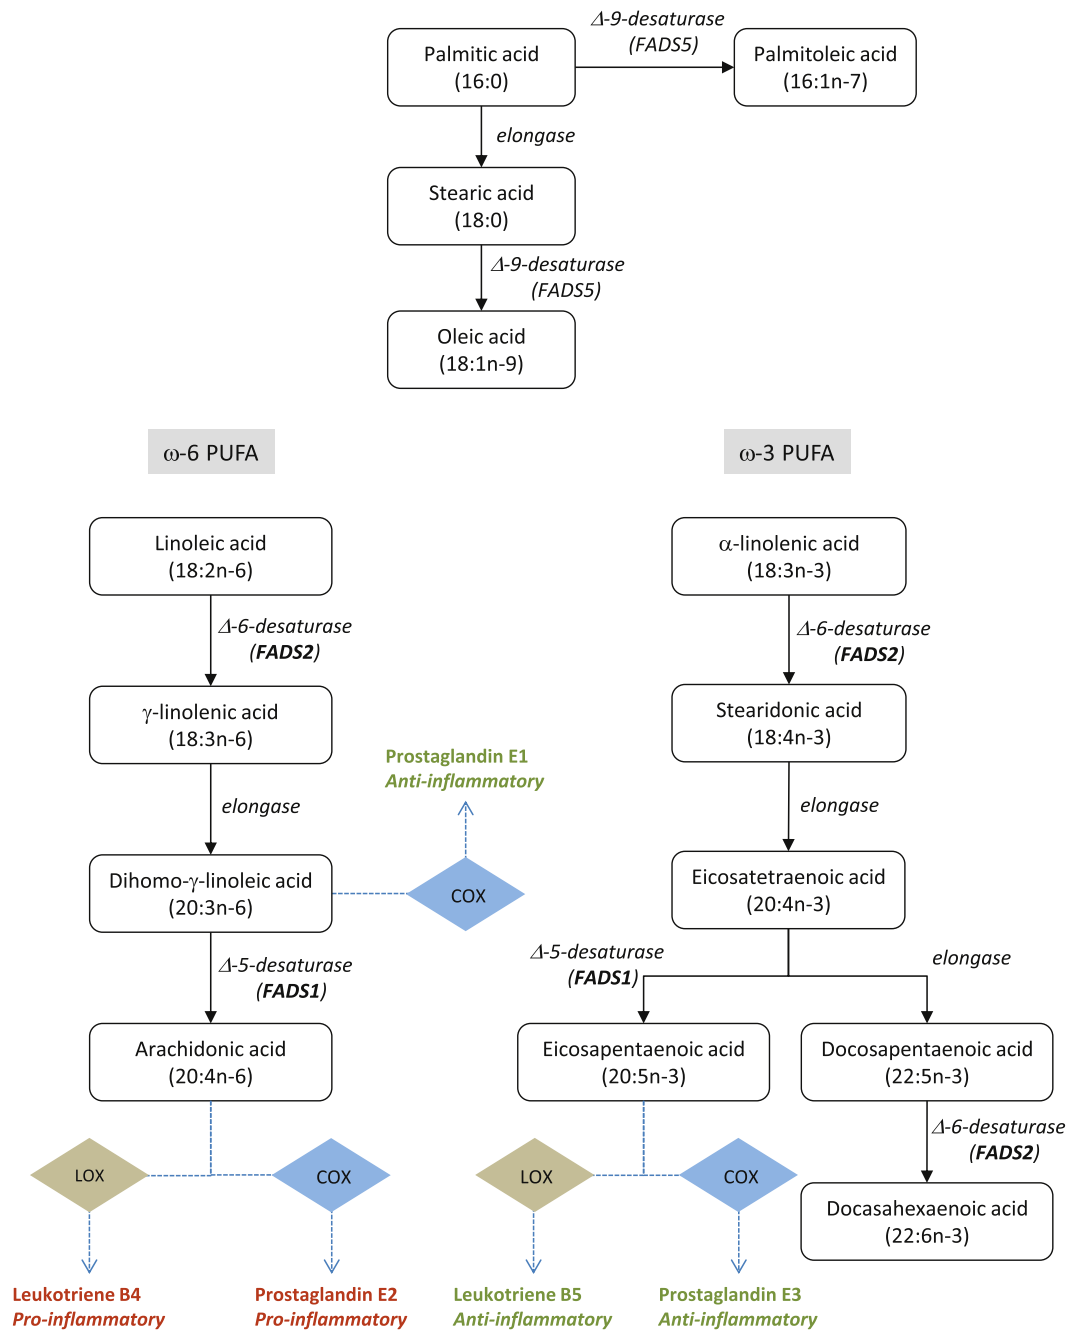 Δ-9-desaturase
(FADS5)
Palmitic acid
(16:0)
Palmitoleic acid
(16:1n-7)
elongase
Stearic acid
(18:0)
Δ-9-desaturase
(FADS5)
Oleic acid
(18:1n-9)
ω-6 PUFA
Linoleic acid
(18:2n-6)
Δ-6-desaturase
(FADS2)
γ-linolenic acid
(18:3n-6)
elongase
Dihomo-γ-linoleic acid
(20:3n-6)
COX
Prostaglandin E1
Anti-inflammatory
Δ-5-desaturase
(FADS1)
Arachidonic acid
(20:4n-6)
LOX
COX
Leukotriene B4
Pro-inflammatory
Prostaglandin E2
Pro-inflammatory
ω-3 PUFA
α-linolenic acid
(18:3n-3)
Δ-6-desaturase
(FADS2)
Stearidonic acid
(18:4n-3)
elongase
Eicosatetraenoic acid
(20:4n-3)
Δ-5-desaturase
(FADS1)
elongase
Eicosapentaenoic acid
(20:5n-3)
Docosapentaenoic acid
(22:5n-3)
LOX
COX
Δ-6-desaturase
(FADS2)
Docasahexaenoic acid
(22:6n-3)
Leukotriene B5
Anti-inflammatory
Prostaglandin E3
Anti-inflammatory